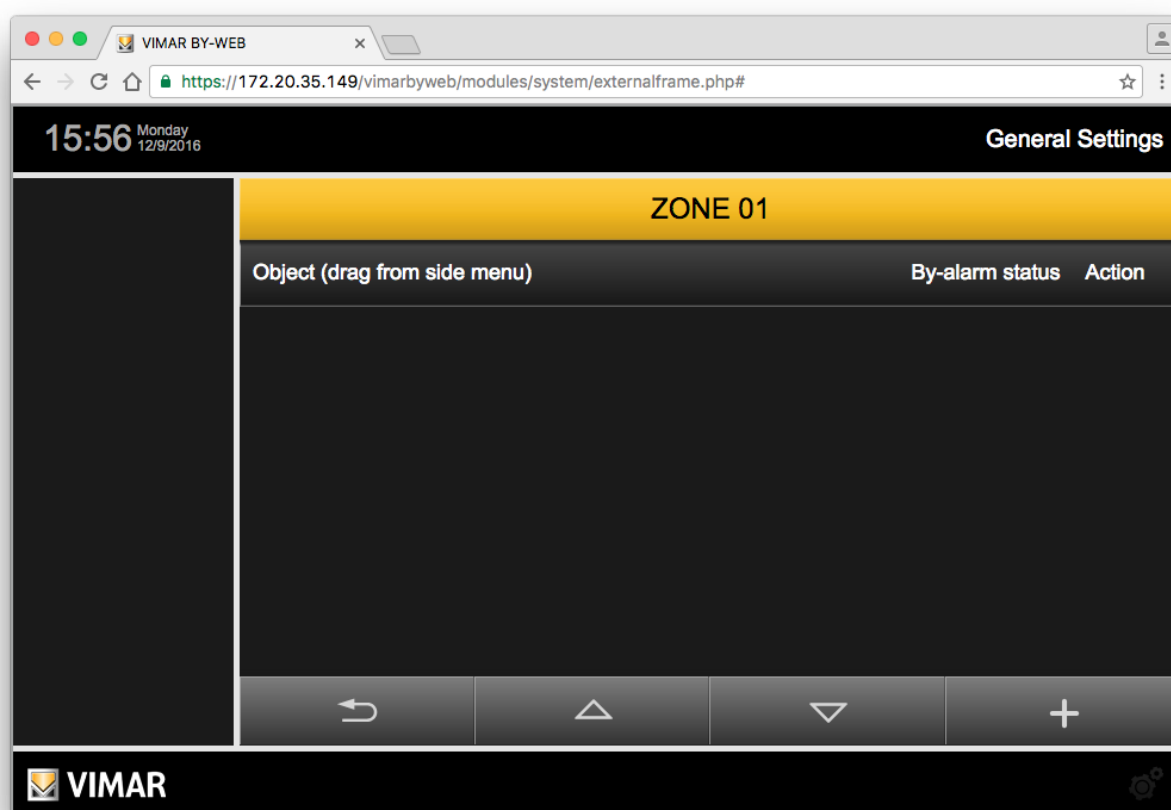 VIMAR BY-WEB
https://172.20.35.149/vimarbyweb/modules/system/externalframe.php#
15:56 Monday
12/9/2016
General Settings
ZONE 01
Object (drag from side menu) By-alarm status Action
VIMAR